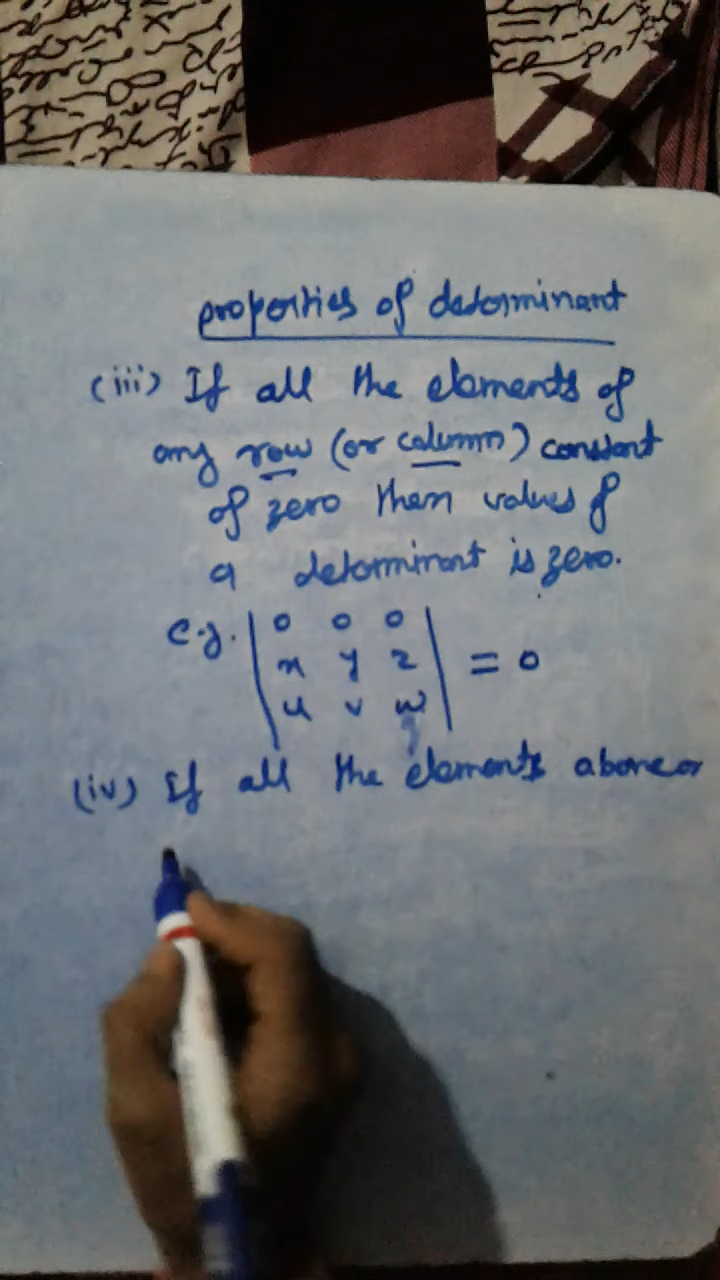 properties of determinant
(iii) If all the elements of
any row (or column) constant
of zero then values of
a determinant is zero.
e.g. | 0 0 0 |
| x y z | = 0
| u v w |
(iv) If all the elements above or